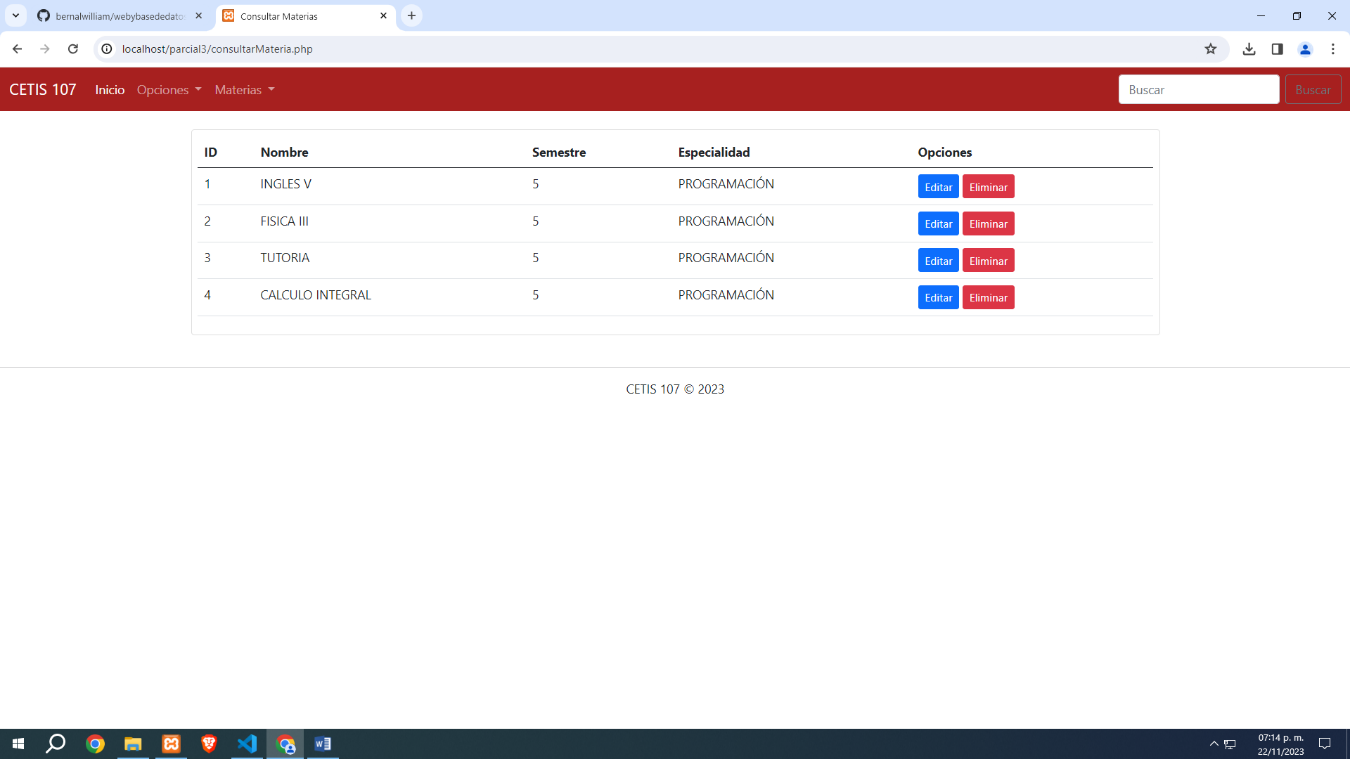 bernalwilliam/webybasededatos
Consultar Materias
localhost/parcial3/consultarMateria.php
CETIS 107 Inicio Opciones Materias Buscar Buscar
ID Nombre Semestre Especialidad Opciones
1 INGLES V 5 PROGRAMACIÓN Editar Eliminar
2 FISICA III 5 PROGRAMACIÓN Editar Eliminar
3 TUTORIA 5 PROGRAMACIÓN Editar Eliminar
4 CALCULO INTEGRAL 5 PROGRAMACIÓN Editar Eliminar
CETIS 107 © 2023
07:14 p. m.
22/11/2023